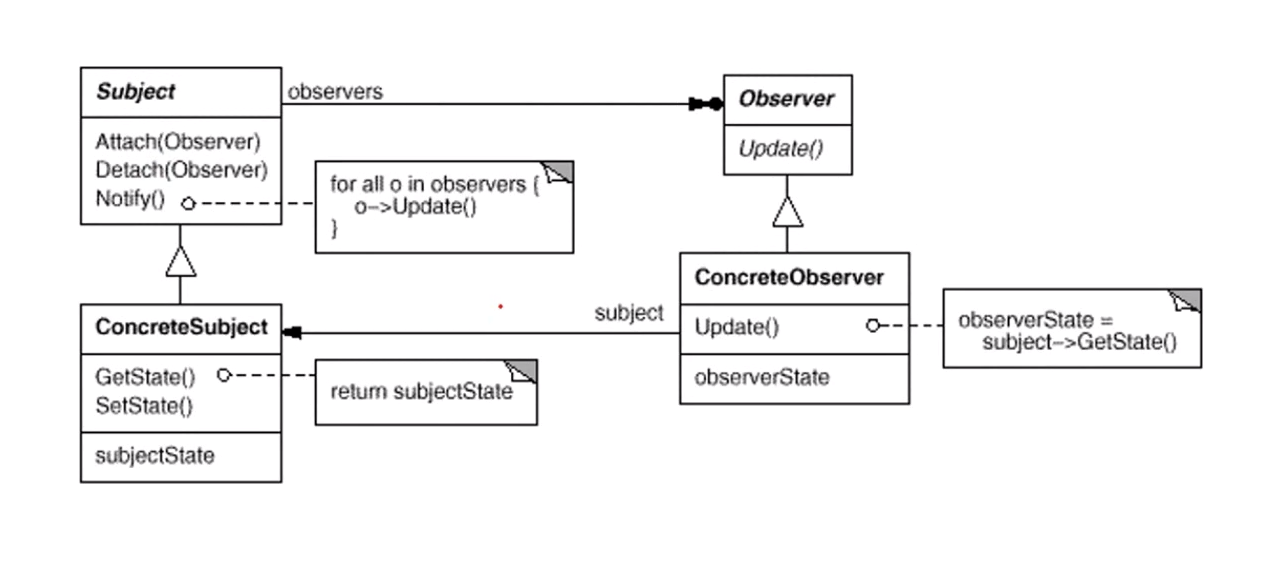 Subject
observers
Observer
Attach(Observer)
Detach(Observer)
Notify()
for all o in observers {
o->Update()
}
Update()
ConcreteSubject
subject
ConcreteObserver
GetState()
SetState()
return subjectState
Update()
observerState =
subject->GetState()
observerState
subjectState